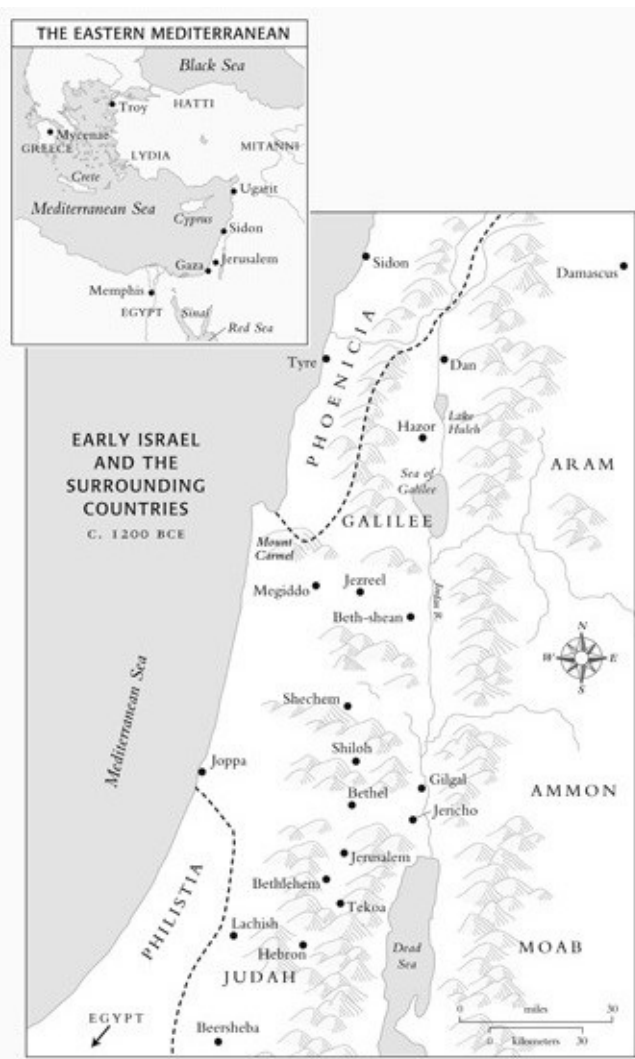 THE EASTERN MEDITERRANEAN
Black Sea
Troy
HATTI
Mycenae
GREECE
LYDIA
MITANNI
Crete
Ugarit
Mediterranean Sea
Cyprus
Sidon
Jerusalem
Gaza
Memphis
EGYPT
Sinai
Red Sea
Sidon
Damascus
PHOENICIA
Tyre
Dan
Lake
Huleh
Hazor
EARLY ISRAEL
AND THE
SURROUNDING
COUNTRIES
C. 1200 BCE
Sea of
Galilee
ARAM
GALILEE
Mount
Carmel
Megiddo
Jezreel
Beth-shean
Jordan R.
N
W
E
S
Mediterranean Sea
Shechem
Shiloh
Joppa
Gilgal
AMMON
Bethel
Jericho
Jerusalem
Bethlehem
Tekoa
PHILISTIA
Lachish
Hebron
Dead
Sea
MOAB
JUDAH
EGYPT
Beersheba
0 miles 30
0 kilometers 30